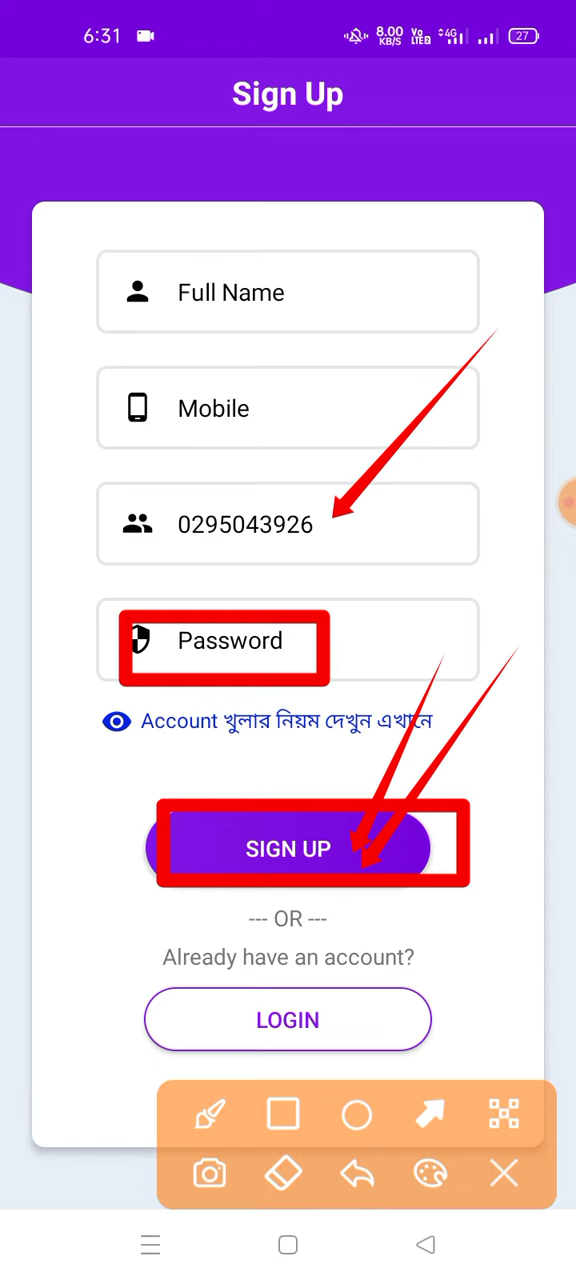 6:31
8.00 KB/S
Vo LTE 2
4G
27
Sign Up
Full Name
Mobile
0295043926
Password
Account খুলার নিয়ম দেখুন এখানে
SIGN UP
--- OR ---
Already have an account?
LOGIN